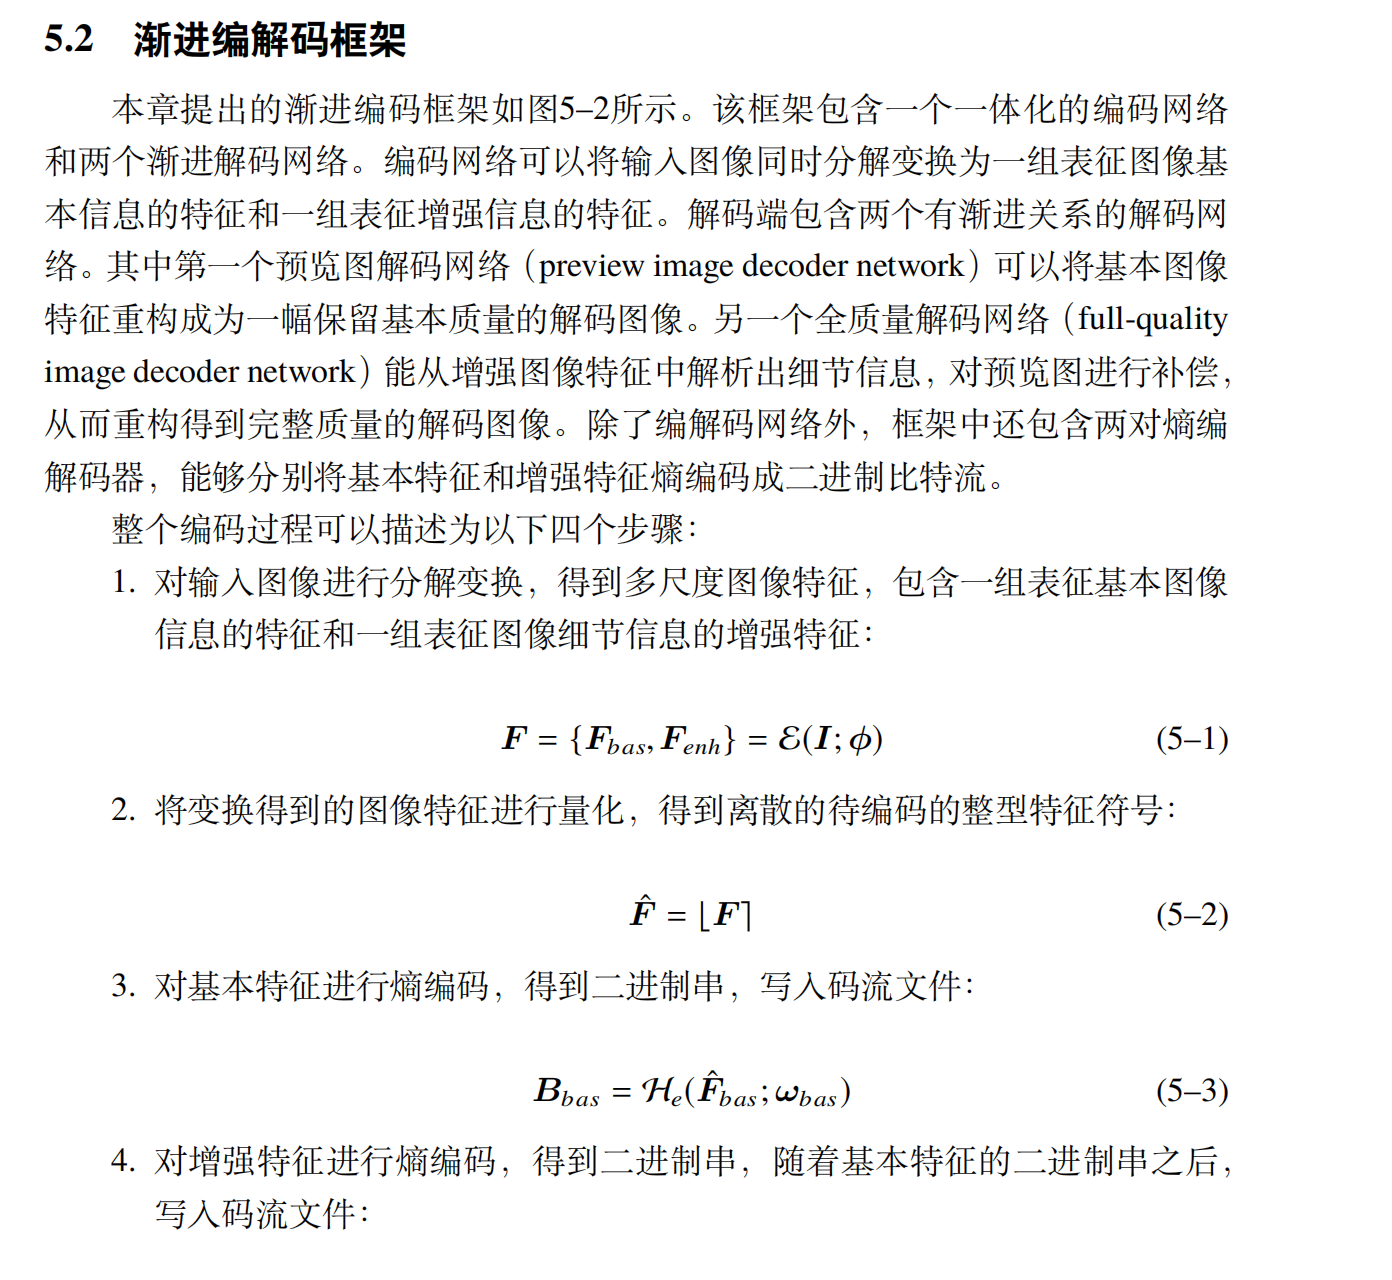 5.2 渐进编解码框架
本章提出的渐进编码框架如图5–2所示。该框架包含一个一体化的编码网络
和两个渐进解码网络。编码网络可以将输入图像同时分解变换为一组表征图像基
本信息的特征和一组表征增强信息的特征。解码端包含两个有渐进关系的解码网
络。其中第一个预览图解码网络（preview image decoder network）可以将基本图像
特征重构成为一幅保留基本质量的解码图像。另一个全质量解码网络（full-quality
image decoder network）能从增强图像特征中解析出细节信息，对预览图进行补偿，
从而重构得到完整质量的解码图像。除了编解码网络外，框架中还包含两对熵编
解码器，能够分别将基本特征和增强特征熵编码成二进制比特流。
整个编码过程可以描述为以下四个步骤：
1. 对输入图像进行分解变换，得到多尺度图像特征，包含一组表征基本图像
信息的特征和一组表征图像细节信息的增强特征：
F = {F_{bas}, F_{enh}} = ℰ(I; ϕ) (5–1)
2. 将变换得到的图像特征进行量化，得到离散的待编码的整型特征符号：
F̂ = ⌊F⌉ (5–2)
3. 对基本特征进行熵编码，得到二进制串，写入码流文件：
B_{bas} = ℋ_e(F̂_{bas}; ω_{bas}) (5–3)
4. 对增强特征进行熵编码，得到二进制串，随着基本特征的二进制串之后，
写入码流文件：